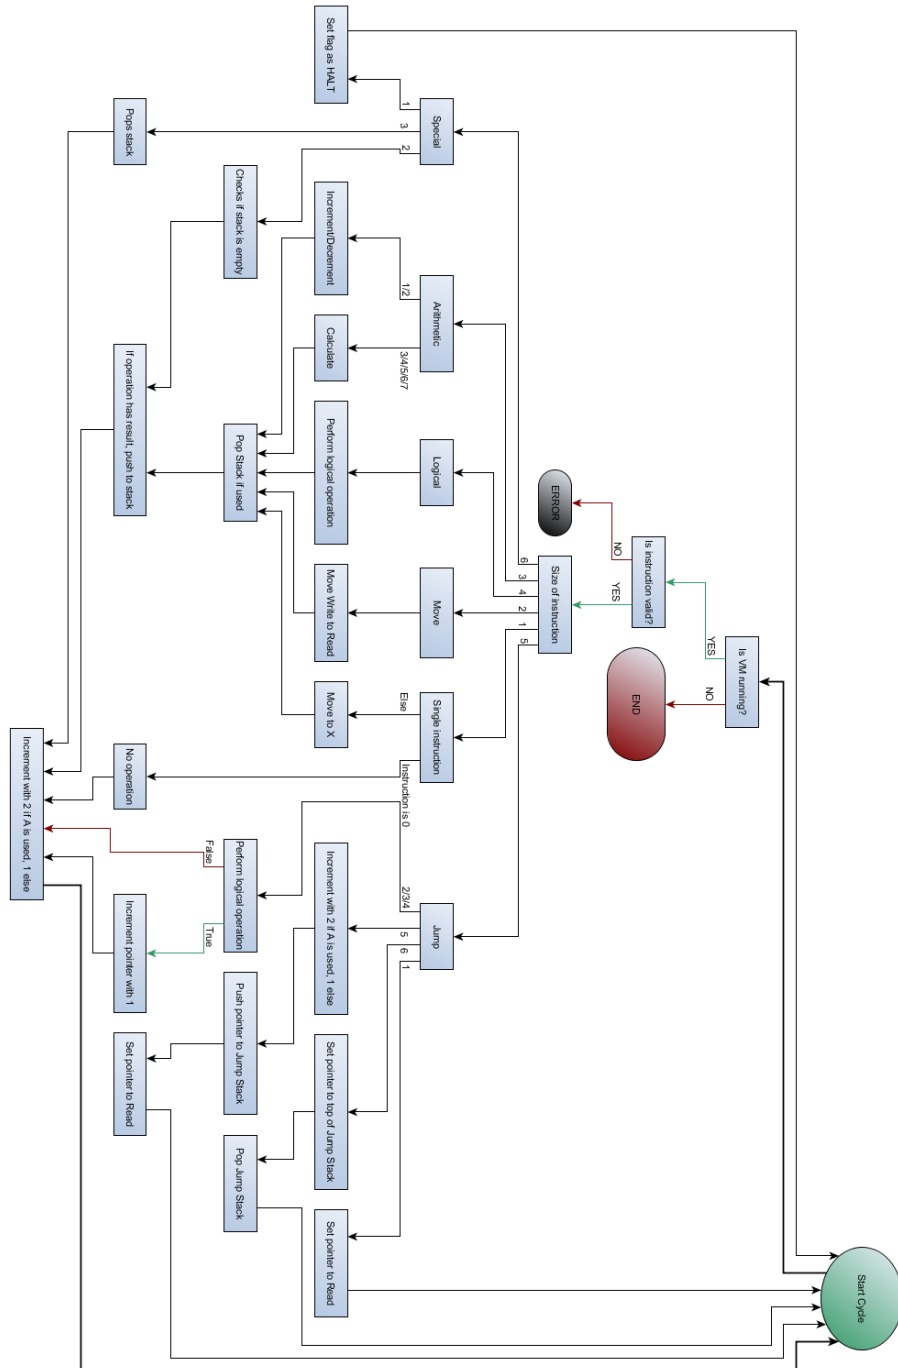 Start Cycle
Is VM running?
YES
NO
END
Is instruction valid?
NO
YES
ERROR
Size of instruction
6
3
4
2
1
5
Special
1
3
2
Arithmetic
1/2
3/4/5/6/7
Logical
Move
Single instruction
Else
Instruction is 0
Jump
2/3/4
5
6
1
Set flag as HALT
Increment/Decrement
Calculate
Perform logical operation
Move Write to Read
Move to X
Increment with 2 if A is used, 1 else
Set pointer to top of Jump Stack
Set pointer to Read
Checks if stack is empty
Pop Stack if used
Perform logical operation
False
True
Push pointer to Jump Stack
Pop Jump Stack
Pops stack
If operation has result, push to stack
No operation
Increment pointer with 1
Set pointer to Read
Increment with 2 if A is used, 1 else